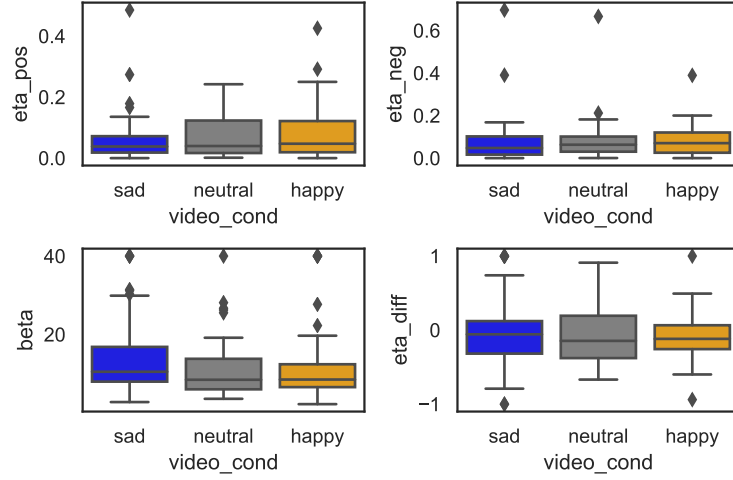 eta_pos
0.4
0.2
0.0
sad neutral happy
video_cond
eta_neg
0.6
0.4
0.2
0.0
sad neutral happy
video_cond
beta
40
20
sad neutral happy
video_cond
eta_diff
1
0
−1
sad neutral happy
video_cond